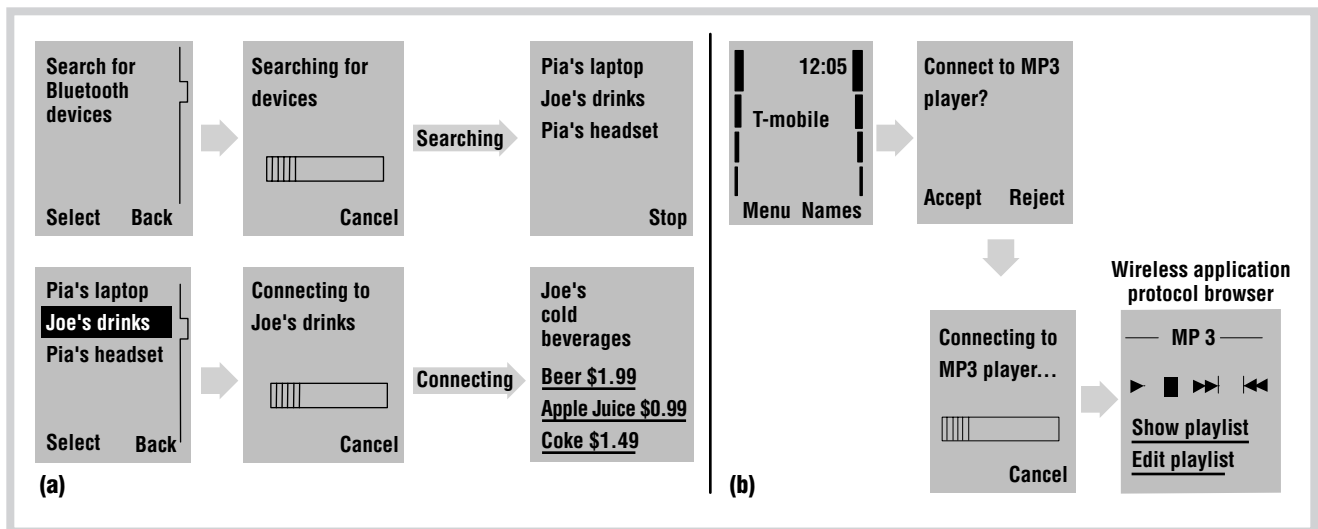 Search for
Bluetooth
devices
Select Back
Searching for
devices
Cancel
Searching
Pia's laptop
Joe's drinks
Pia's headset
Stop
Pia's laptop
Joe's drinks
Pia's headset
Select Back
Connecting to
Joe's drinks
Cancel
Connecting
Joe's
cold
beverages
Beer $1.99
Apple Juice $0.99
Coke $1.49
(a)
12:05
T-mobile
Menu Names
Connect to MP3
player?
Accept Reject
Connecting to
MP3 player...
Cancel
Wireless application
protocol browser
MP 3
Show playlist
Edit playlist
(b)